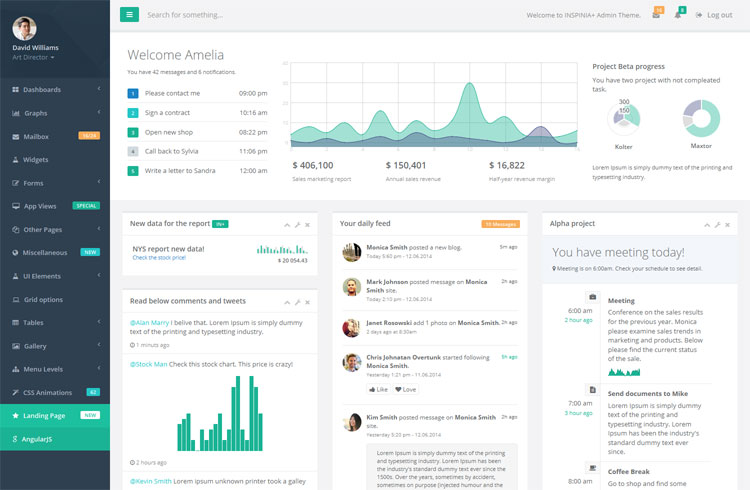 David Williams
Art Director
Dashboards
Graphs
Mailbox 16/24
Widgets
Forms
App Views SPECIAL
Other Pages
Miscellaneous NEW
UI Elements
Grid options
Tables
Gallery
Menu Levels
CSS Animations 62
Landing Page NEW
AngularJS
Search for something...
Welcome to INSPINIA+ Admin Theme.
16
8
Log out
Welcome Amelia
You have 42 messages and 6 notifications.
1 Please contact me 09:00 pm
2 Sign a contract 10:16 am
3 Open new shop 08:22 pm
4 Call back to Sylvia 11:06 pm
5 Write a letter to Sandra 12:00 am
$ 406,100
Sales marketing report
$ 150,401
Annual sales revenue
$ 16,822
Half-year revenue margin
Project Beta progress
You have two project with not compleated
task.
300
150
Kolter
Maxtor
Lorem Ipsum is simply dummy text of the printing and
typesetting industry.
New data for the report IN+
NYS report new data!
Check the stock price!
$ 20 054.43
Read below comments and tweets
@Alan Marry I belive that. Lorem Ipsum is simply dummy
text of the printing and typesetting industry.
1 minuts ago
@Stock Man Check this stock chart. This price is crazy!
2 hours ago
@Kevin Smith Lorem ipsum unknown printer took a galley
Your daily feed
10 Messages
Monica Smith posted a new blog. 5m ago
Today 5:60 pm - 12.06.2014
Mark Johnson posted message on Monica 2h ago
Smith site.
Today 2:10 pm - 12.06.2014
Janet Rosowski add 1 photo on Monica Smith. 2h ago
2 days ago at 8:30am
Chris Johnatan Overtunk started following 5h ago
Monica Smith.
Yesterday 1:21 pm - 11.06.2014
Like
Love
Kim Smith posted message on Monica Smith 2h ago
site.
Yesterday 5:20 pm - 12.06.2014
Lorem Ipsum is simply dummy text of the printing
and typesetting industry. Lorem Ipsum has been the
industry's standard dummy text ever since the
1500s. Over the years, sometimes by accident,
sometimes on purpose (injected humour and the
Alpha project
You have meeting today!
Meeting is on 6:00am. Check your schedule to see detail.
6:00 am
2 hour ago
Meeting
Conference on the sales results
for the previous year. Monica
please examine sales trends in
marketing and products. Below
please find the current status
of the sale.
7:00 am
3 hour ago
Send documents to Mike
Lorem Ipsum is simply dummy
text of the printing and
typesetting industry. Lorem
Ipsum has been the industry's
standard dummy text ever
since.
8:00 am
Coffee Break
Go to shop and find some